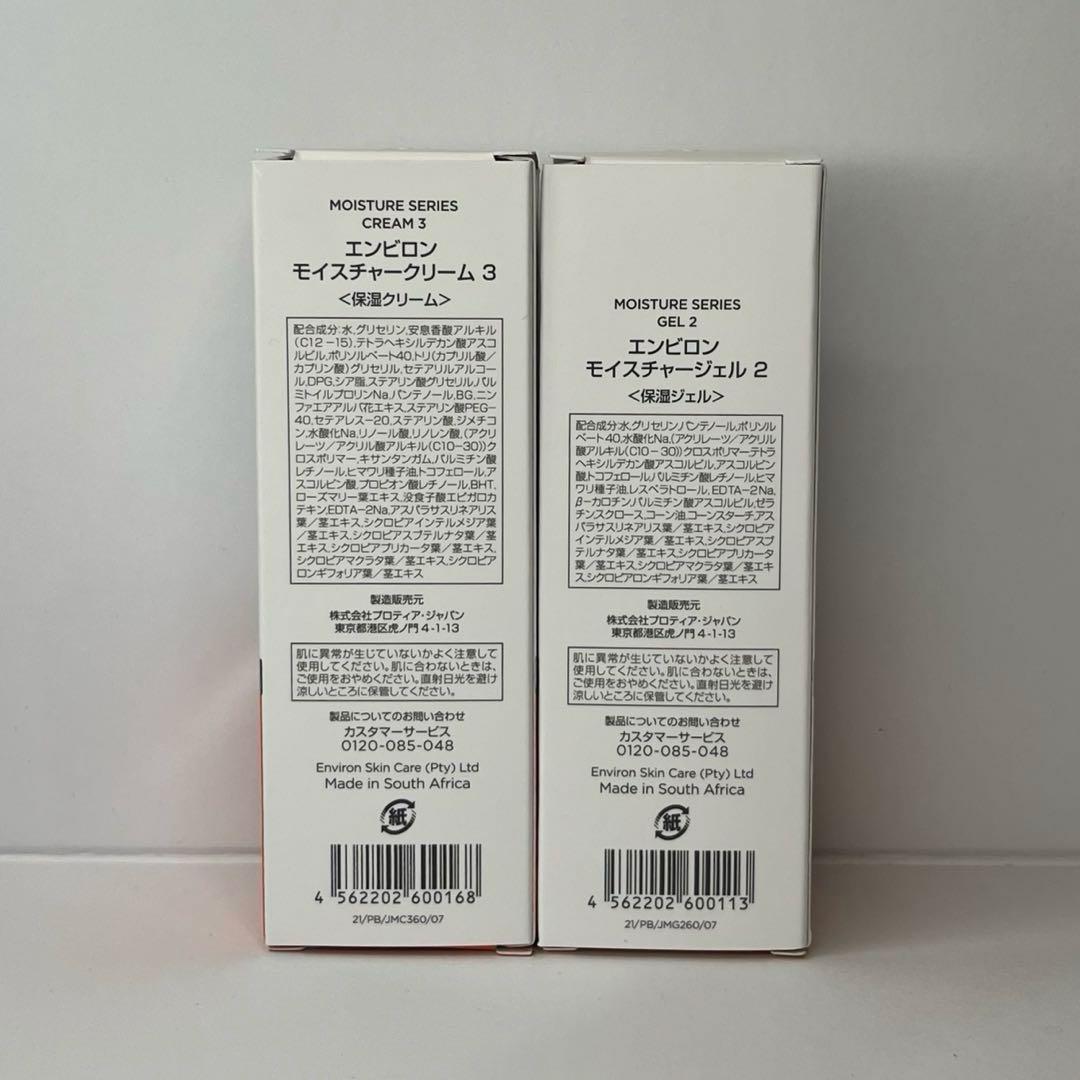 MOISTURE SERIES
CREAM 3
エンビロン
モイスチャークリーム 3
＜保湿クリーム＞
配合成分:水,グリセリン,安息香酸アルキル
(C12-15),テトラヘキシルデカン酸アスコ
ルビル,ポリソルベート40,トリ(カプリル酸／
カプリン酸)グリセリル,セテアリルアルコー
ル,DPG,シア脂,ステアリン酸グリセリル,パル
ミトイルプロリンNa,パンテノール,BG,ニン
ファエアアルバ花エキス,ステアリン酸PEG-
40,セテアレス-20,ステアリン酸,ジメチコ
ン,水酸化Na,リノール酸,リノレン酸,(アクリ
レーツ／アクリル酸アルキル(C10-30))ク
ロスポリマー,キサンタンガム,パルミチン酸
レチノール,ヒマワリ種子油,トコフェロール,ア
スコルビン酸,プロピオン酸レチノール,BHT,
ローズマリー葉エキス,没食子酸エピガロカ
テキン,EDTA-2Na,アスパラサスリネアリス
葉／茎エキス,シクロピアインテルメジア葉
／茎エキス,シクロピアスブテルナタ葉／茎
エキス,シクロピアプリカータ葉／茎エキス,
シクロピアマクラタ葉／茎エキス,シクロピア
ロンギフォリア葉／茎エキス
製造販売元
株式会社プロティア・ジャパン
東京都港区虎ノ門 4-1-13
肌に異常が生じていないかよく注意して
使用してください。肌に合わないときは、
ご使用をおやめください。直射日光を避け
涼しいところに保管してください。
製品についてのお問い合わせ
カスタマーサービス
0120-085-048
Environ Skin Care (Pty) Ltd
Made in South Africa
紙
4 562202 600168
21/PB/JMC360/07
MOISTURE SERIES
GEL 2
エンビロン
モイスチャージェル 2
＜保湿ジェル＞
配合成分:水,グリセリン,パンテノール,ポリソル
ベート40,水酸化Na,(アクリレーツ／アクリル
酸アルキル(C10-30))クロスポリマー,テトラ
ヘキシルデカン酸アスコルビル,アスコルビン
酸,トコフェロール,パルミチン酸レチノール,ヒマ
ワリ種子油,レスベラトロール,EDTA-2Na,
β-カロチン,パルミチン酸アスコルビル,ゼラ
チン,スクロース,コーン油,コーンスターチ,アス
パラサスリネアリス葉／茎エキス,シクロピア
インテルメジア葉／茎エキス,シクロピアスブ
テルナタ葉／茎エキス,シクロピアプリカータ
葉／茎エキス,シクロピアマクラタ葉／茎エキ
ス,シクロピアロンギフォリア葉／茎エキス
製造販売元
株式会社プロティア・ジャパン
東京都港区虎ノ門 4-1-13
肌に異常が生じていないかよく注意して
使用してください。肌に合わないときは、
ご使用をおやめください。直射日光を避け
涼しいところに保管してください。
製品についてのお問い合わせ
カスタマーサービス
0120-085-048
Environ Skin Care (Pty) Ltd
Made in South Africa
紙
4 562202 600113
21/PB/JMG260/07